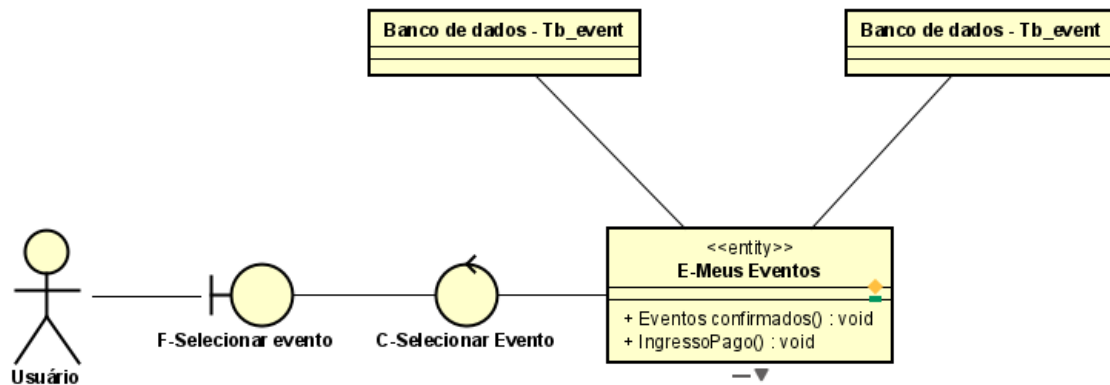 Banco de dados - Tb_event
Banco de dados - Tb_event
<<entity>>
E-Meus Eventos
+ Eventos confirmados() : void
+ IngressoPago() : void
F-Selecionar evento
C-Selecionar Evento
Usuário